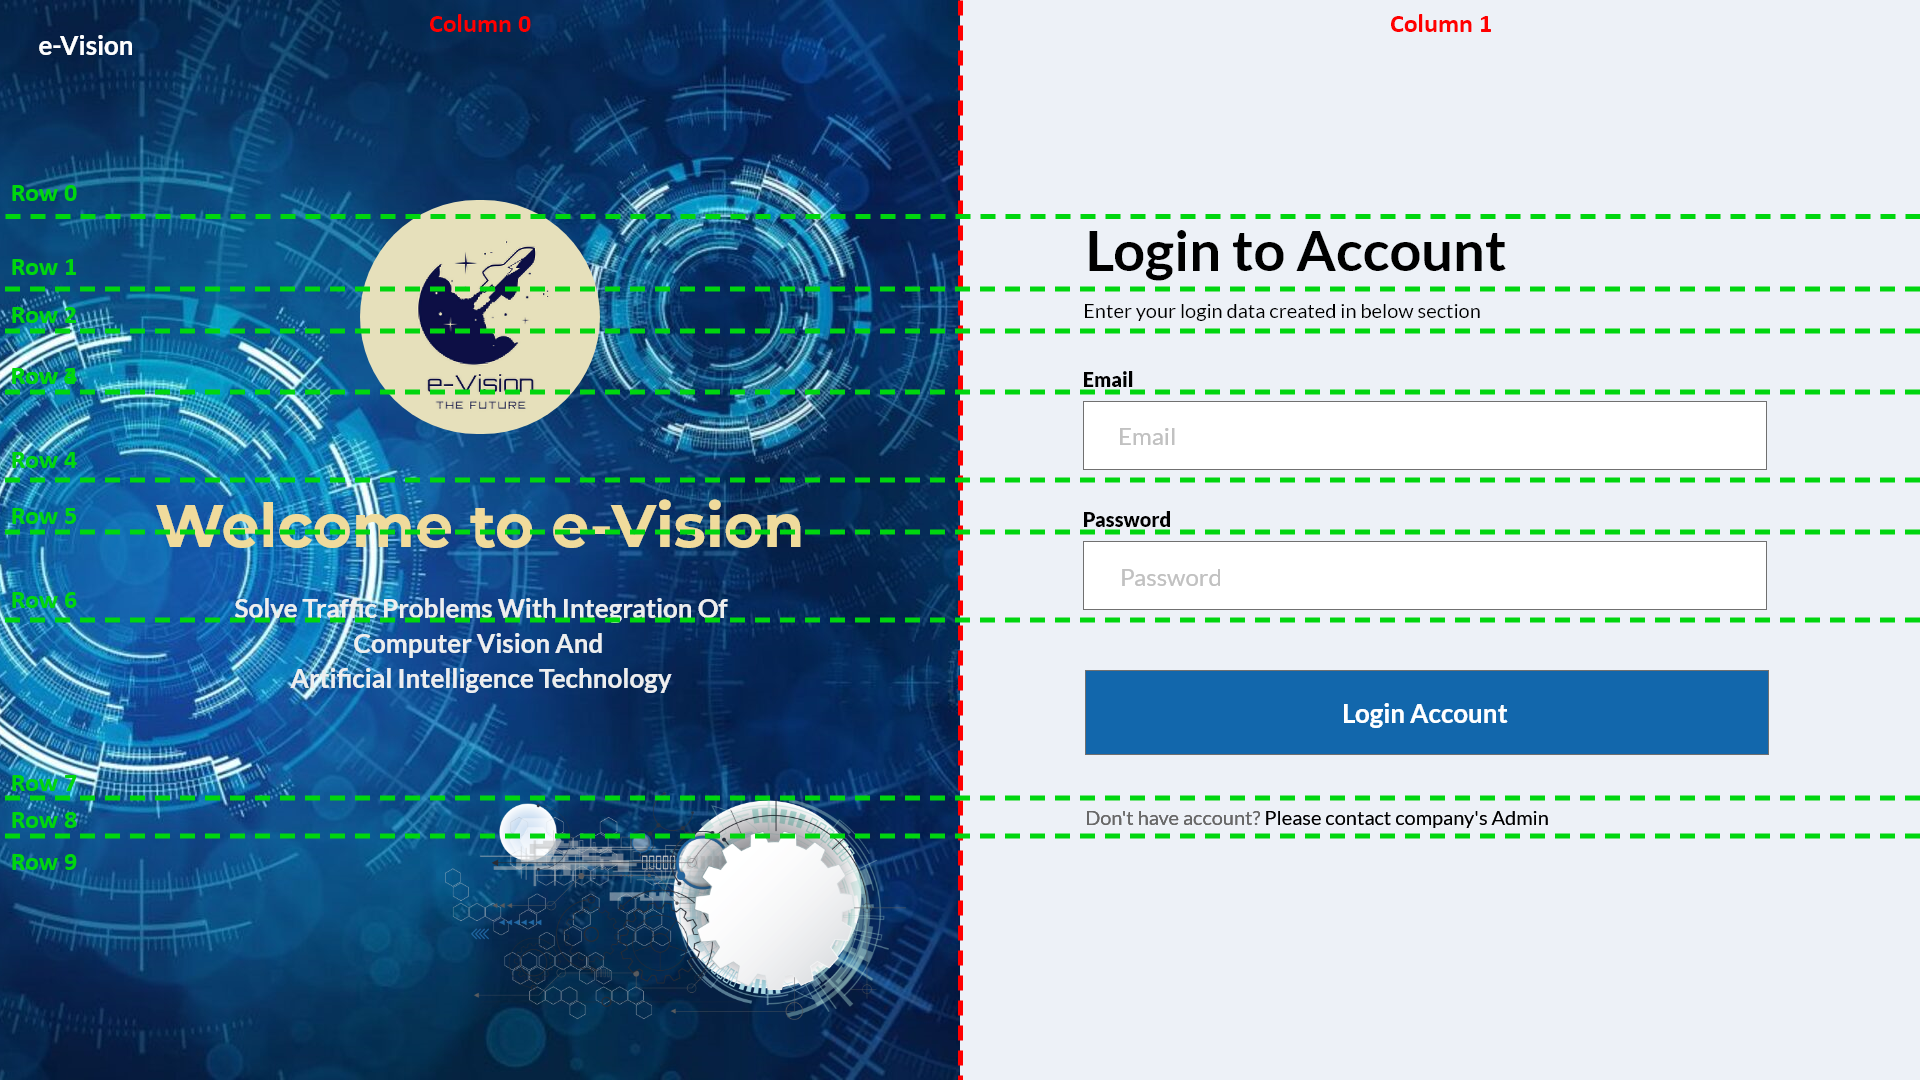 Column 0
Column 1
e-Vision
Row 0
Row 1
Row 2
Row 4
Row 5
Row 6
Row 7
Row 8
Row 9
e-Vision
THE FUTURE
Welcome to e-Vision
Solve Traffic Problems With Integration Of
Computer Vision And
Artificial Intelligence Technology
Login to Account
Enter your login data created in below section
Email
Email
Password
Password
Login Account
Don't have account? Please contact company's Admin